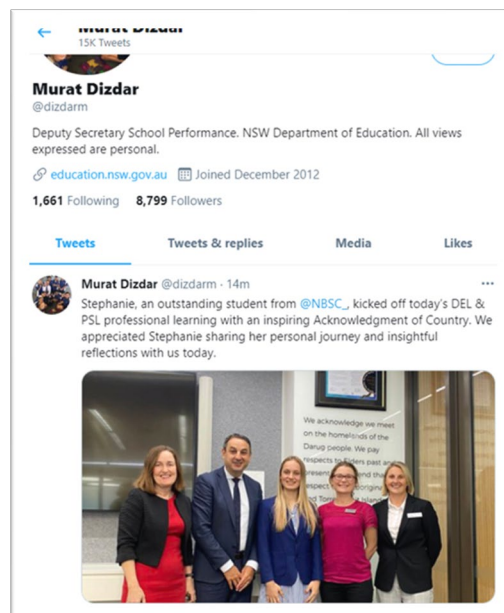 Murat Dizdar
15K Tweets
Murat Dizdar
@dizdarm
Deputy Secretary School Performance. NSW Department of Education. All views
expressed are personal.
education.nsw.gov.au Joined December 2012
1,661 Following 8,799 Followers
Tweets Tweets & replies Media Likes
Murat Dizdar @dizdarm · 14m
Stephanie, an outstanding student from @NBSC_, kicked off today's DEL &
PSL professional learning with an inspiring Acknowledgment of Country. We
appreciated Stephanie sharing her personal journey and insightful
reflections with us today.
We acknowledge we meet
on the homelands of the
Darug people. We pay
respects to Elders past and
present
respect